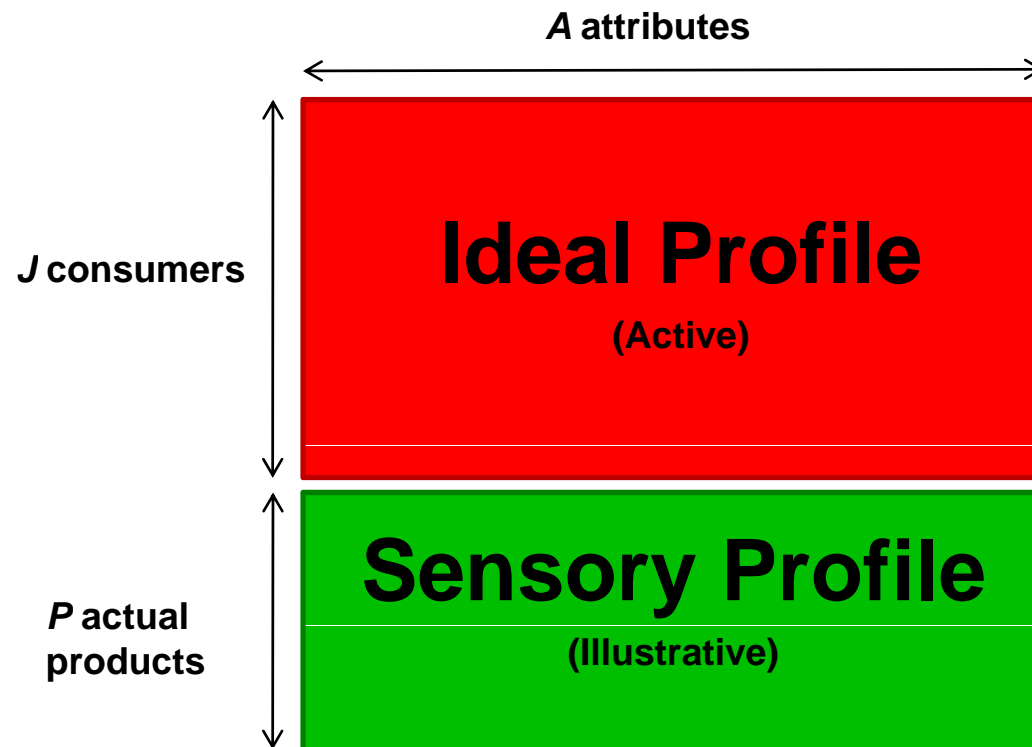 A attributes
J consumers
Ideal Profile
(Active)
Sensory Profile
(Illustrative)
P actual
products